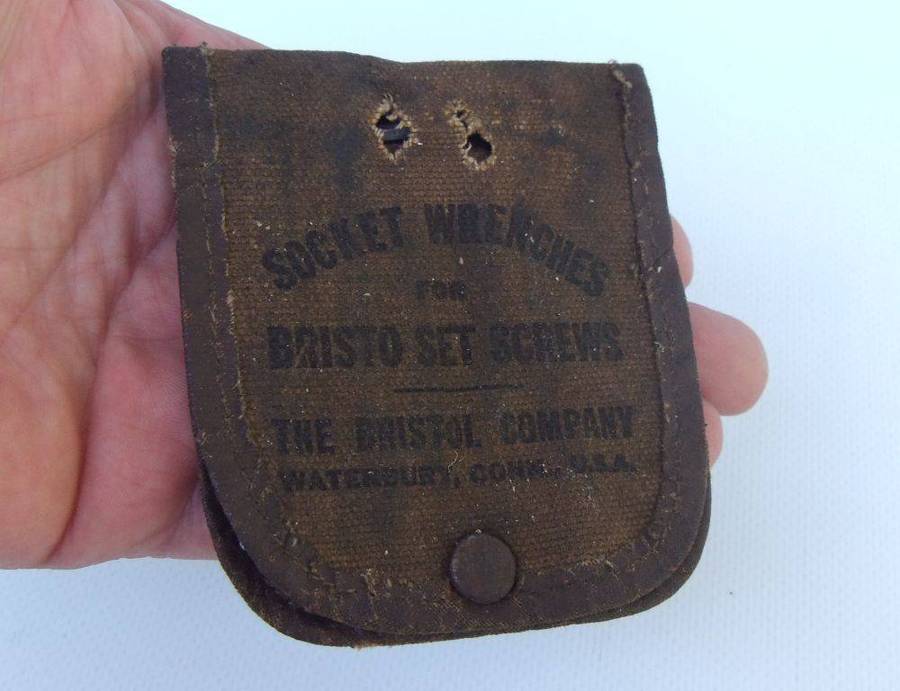 SOCKET WRENCHES
FOR
BRISTO SET SCREWS
THE BRISTOL COMPANY
WATERBURY, CONN., U.S.A.